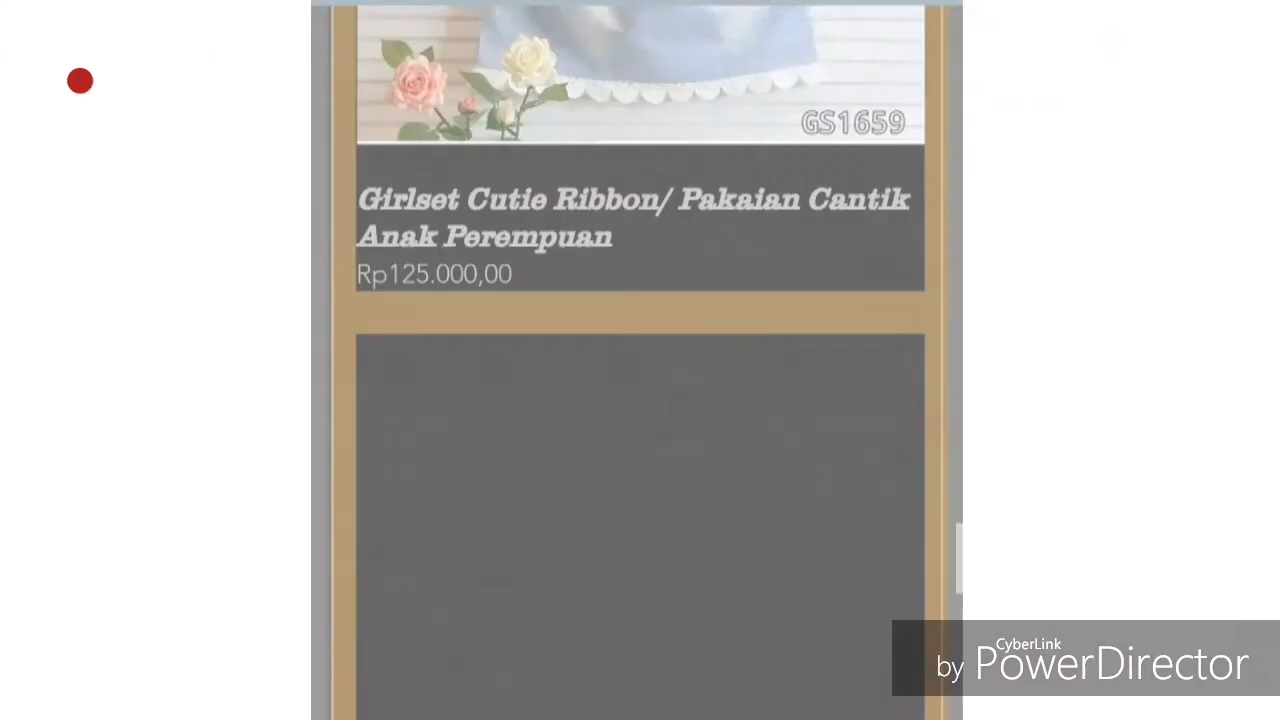 GS1659
Girlset Cutie Ribbon/ Pakaian Cantik
Anak Perempuan
Rp125.000,00
CyberLink
by PowerDirector